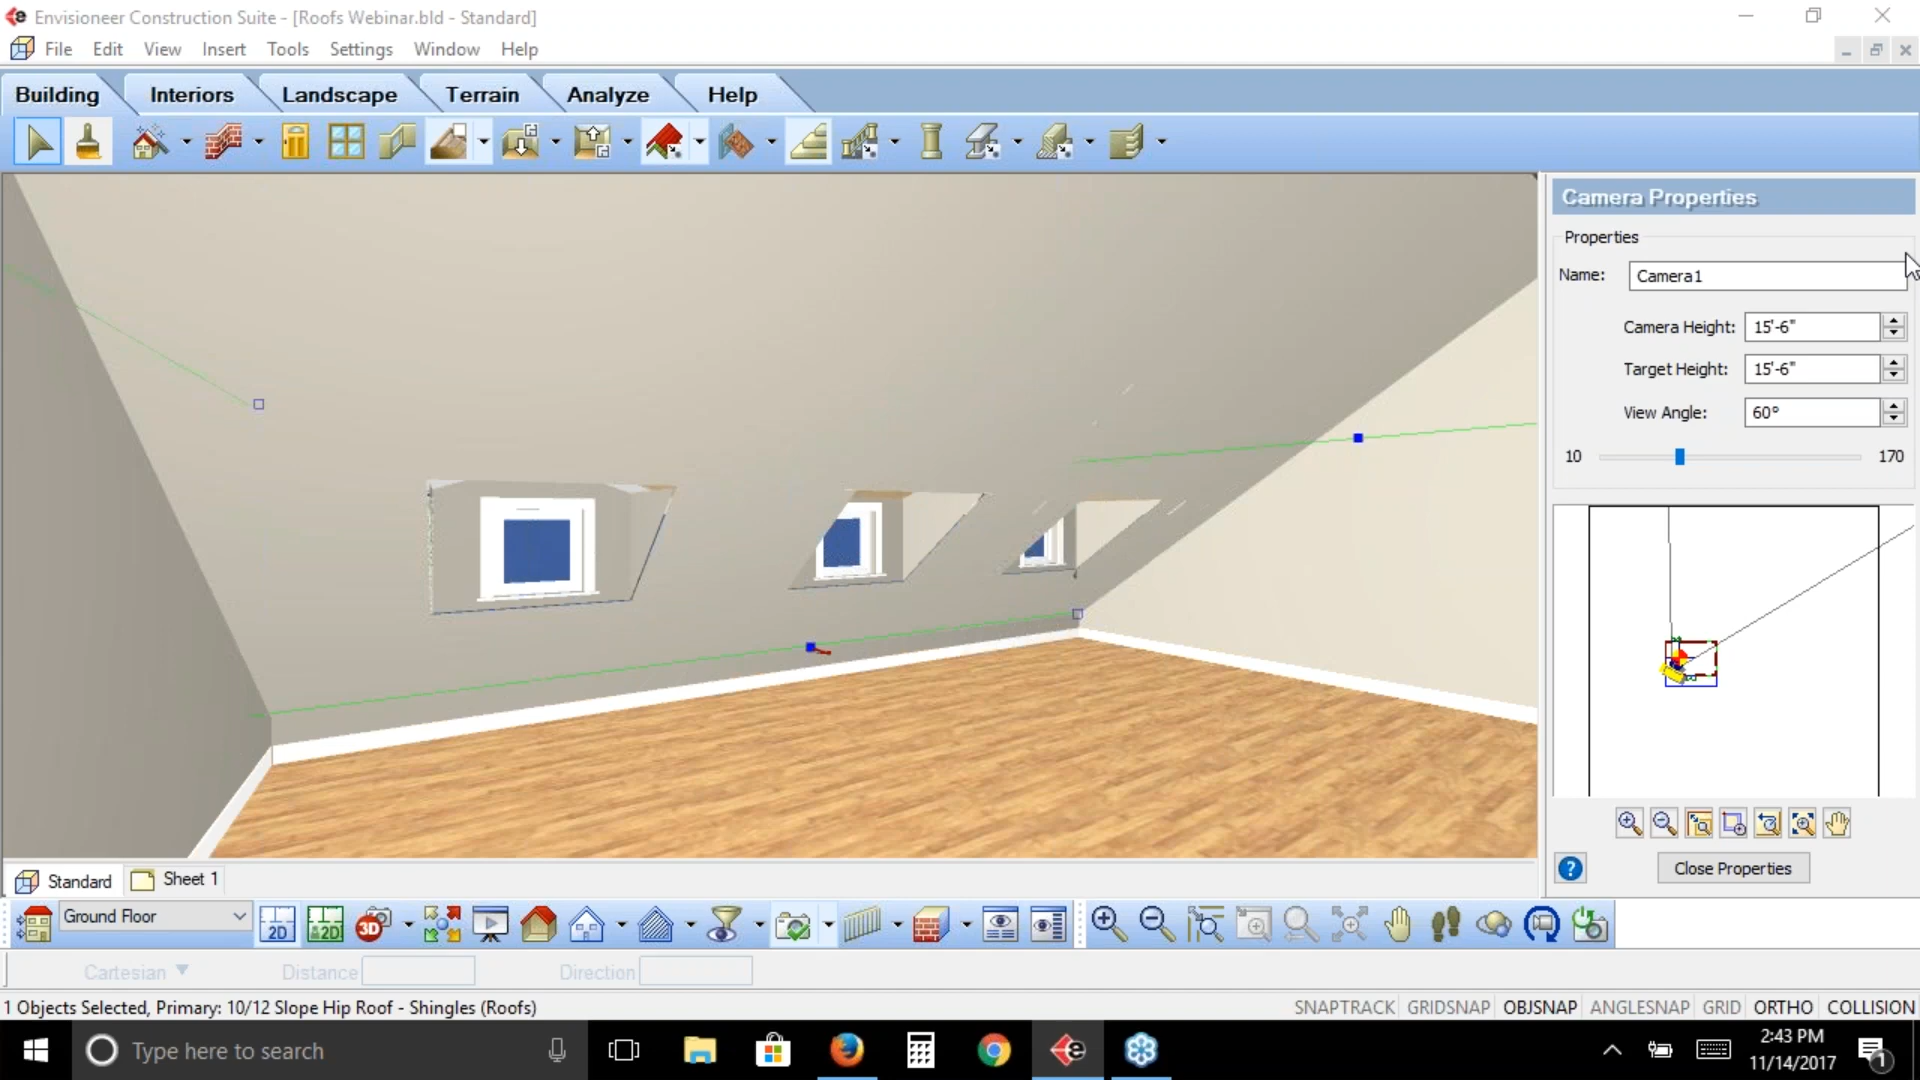 Envisioneer Construction Suite - [Roofs Webinar.bld - Standard]
File Edit View Insert Tools Settings Window Help
Building Interiors Landscape Terrain Analyze Help
Camera Properties
Properties
Name: Camera1
Camera Height: 15'-6"
Target Height: 15'-6"
View Angle: 60°
10 170
Close Properties
Standard Sheet 1
Ground Floor
2D 2D 3D
Cartesian Distance Direction
1 Objects Selected, Primary: 10/12 Slope Hip Roof - Shingles (Roofs) SNAPTRACK GRIDSNAP OBJSNAP ANGLESNAP GRID ORTHO COLLISION
Type here to search
2:43 PM
11/14/2017
1